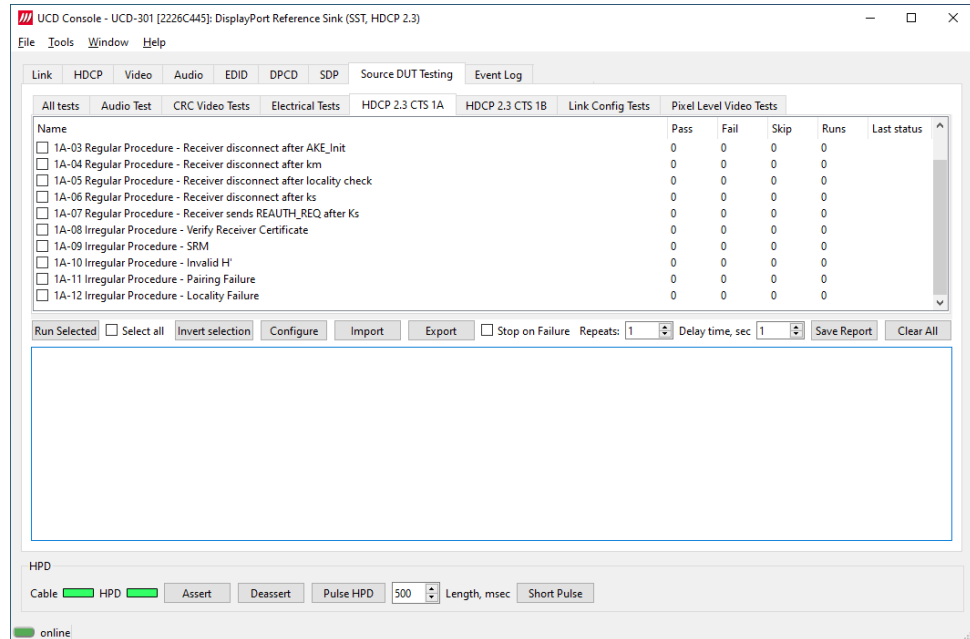 UCD Console - UCD-301 [2226C445]: DisplayPort Reference Sink (SST, HDCP 2.3)
File Tools Window Help
Link HDCP Video Audio EDID DPCD SDP Source DUT Testing Event Log
All tests Audio Test CRC Video Tests Electrical Tests HDCP 2.3 CTS 1A HDCP 2.3 CTS 1B Link Config Tests Pixel Level Video Tests
Name Pass Fail Skip Runs Last status
1A-03 Regular Procedure - Receiver disconnect after AKE_Init 0 0 0 0
1A-04 Regular Procedure - Receiver disconnect after km 0 0 0 0
1A-05 Regular Procedure - Receiver disconnect after locality check 0 0 0 0
1A-06 Regular Procedure - Receiver disconnect after ks 0 0 0 0
1A-07 Regular Procedure - Receiver sends REAUTH_REQ after Ks 0 0 0 0
1A-08 Irregular Procedure - Verify Receiver Certificate 0 0 0 0
1A-09 Irregular Procedure - SRM 0 0 0 0
1A-10 Irregular Procedure - Invalid H' 0 0 0 0
1A-11 Irregular Procedure - Pairing Failure 0 0 0 0
1A-12 Irregular Procedure - Locality Failure 0 0 0 0
Run Selected Select all Invert selection Configure Import Export Stop on Failure Repeats: 1 Delay time, sec 1 Save Report Clear All
HPD
Cable HPD Assert Deassert Pulse HPD 500 Length, msec Short Pulse
online